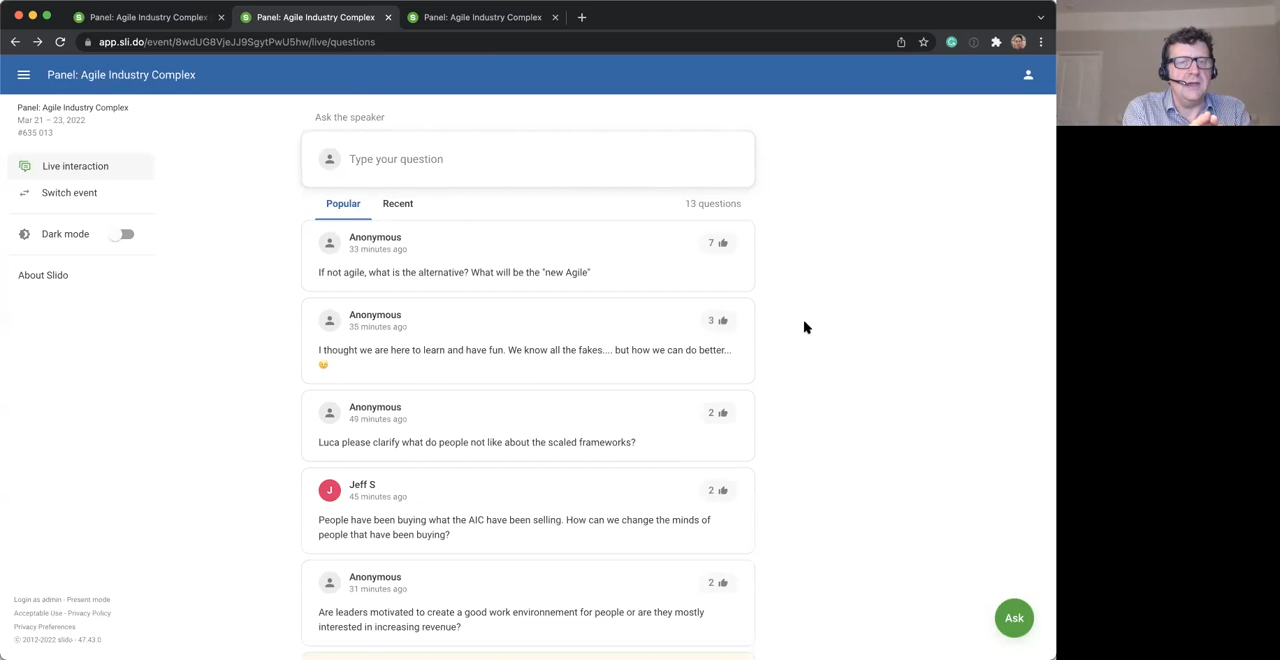 Panel: Agile Industry Complex
Panel: Agile Industry Complex
Panel: Agile Industry Complex
app.sli.do/event/8wdUG8VjeJJ9SgytPwU5hw/live/questions
Panel: Agile Industry Complex
Panel: Agile Industry Complex
Mar 21 – 23, 2022
#635 013
Live interaction
Switch event
Dark mode
About Slido
Ask the speaker
Type your question
Popular Recent 13 questions
Anonymous
33 minutes ago
7
If not agile, what is the alternative? What will be the "new Agile"
Anonymous
35 minutes ago
3
I thought we are here to learn and have fun. We know all the fakes.... but how we can do better...
Anonymous
49 minutes ago
2
Luca please clarify what do people not like about the scaled frameworks?
J
Jeff S
45 minutes ago
2
People have been buying what the AIC have been selling. How can we change the minds of
people that have been buying?
Anonymous
31 minutes ago
2
Are leaders motivated to create a good work environnement for people or are they mostly
interested in increasing revenue?
Login as admin - Present mode
Acceptable Use - Privacy Policy
Privacy Preferences
© 2012-2022 slido - 47.43.0
Ask